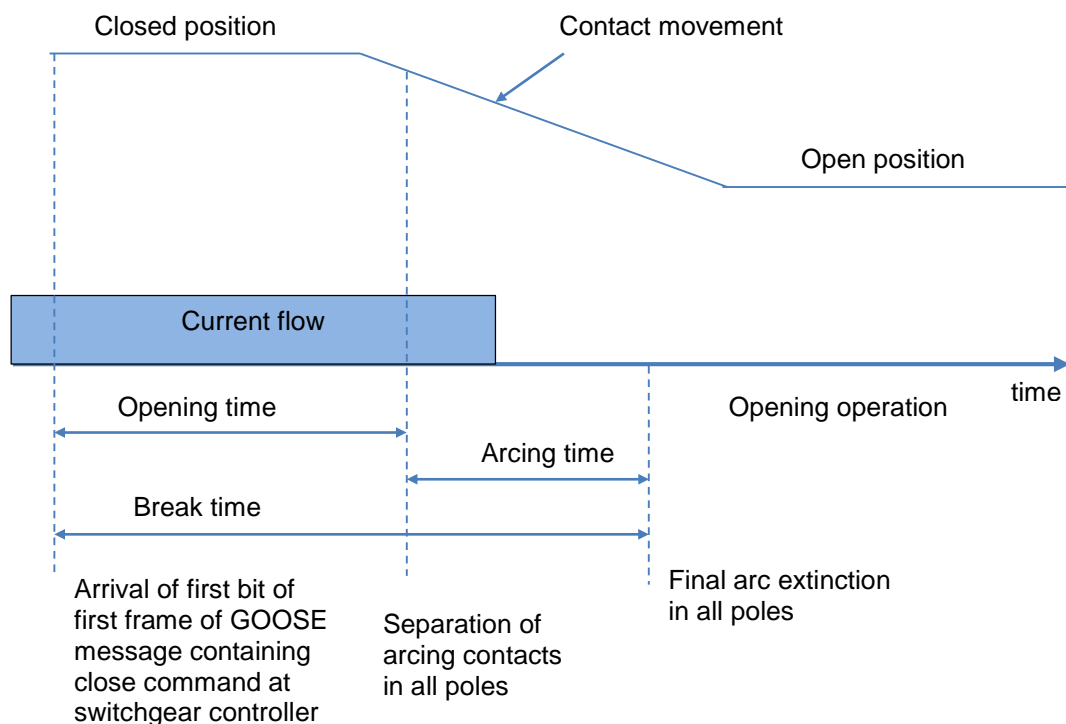 Closed position
Contact movement
Open position
Current flow
time
Opening time
Opening operation
Arcing time
Break time
Arrival of first bit of
first frame of GOOSE
message containing
close command at
switchgear controller
Separation of
arcing contacts
in all poles
Final arc extinction
in all poles